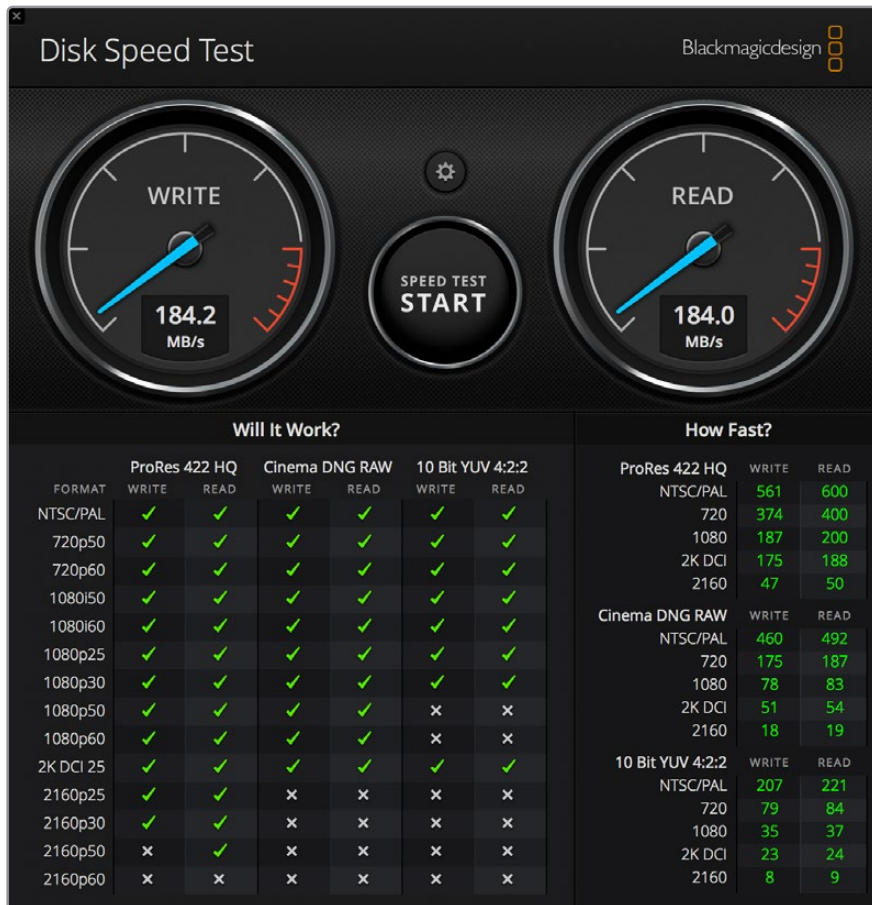 Disk Speed Test
Blackmagicdesign
WRITE
184.2
MB/s
SPEED TEST
START
READ
184.0
MB/s
Will It Work?
ProRes 422 HQ Cinema DNG RAW 10 Bit YUV 4:2:2
FORMAT WRITE READ WRITE READ WRITE READ
NTSC/PAL ✓ ✓ ✓ ✓ ✓ ✓
720p50 ✓ ✓ ✓ ✓ ✓ ✓
720p60 ✓ ✓ ✓ ✓ ✓ ✓
1080i50 ✓ ✓ ✓ ✓ ✓ ✓
1080i60 ✓ ✓ ✓ ✓ ✓ ✓
1080p25 ✓ ✓ ✓ ✓ ✓ ✓
1080p30 ✓ ✓ ✓ ✓ ✓ ✓
1080p50 ✓ ✓ ✓ ✓ × ×
1080p60 ✓ ✓ ✓ ✓ × ×
2K DCI 25 ✓ ✓ ✓ ✓ ✓ ✓
2160p25 ✓ ✓ × × × ×
2160p30 ✓ ✓ × × × ×
2160p50 × ✓ × × × ×
2160p60 × × × × × ×
How Fast?
ProRes 422 HQ WRITE READ
NTSC/PAL 561 600
720 374 400
1080 187 200
2K DCI 175 188
2160 47 50
Cinema DNG RAW WRITE READ
NTSC/PAL 460 492
720 175 187
1080 78 83
2K DCI 51 54
2160 18 19
10 Bit YUV 4:2:2 WRITE READ
NTSC/PAL 207 221
720 79 84
1080 35 37
2K DCI 23 24
2160 8 9